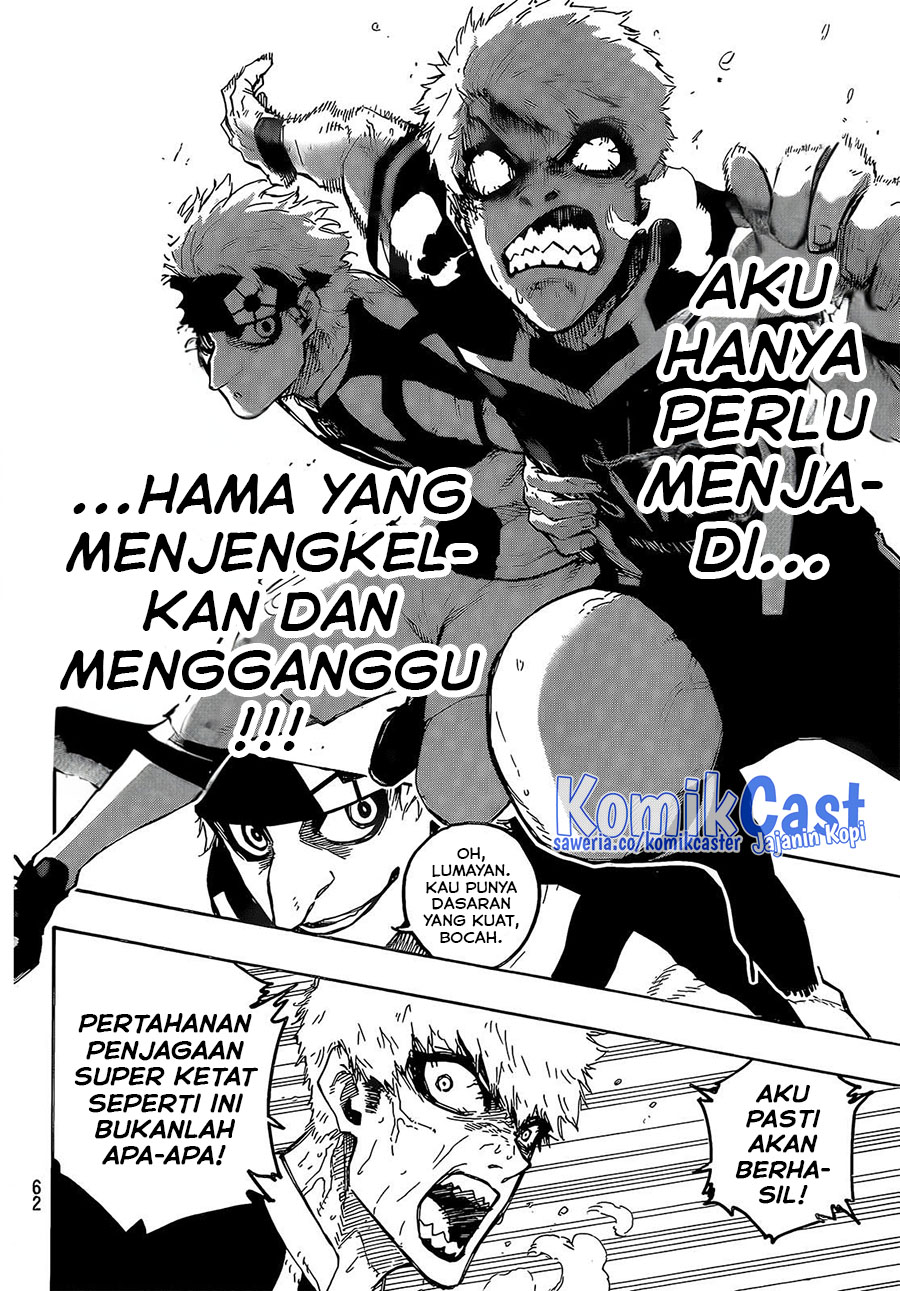 AKU
HANYA
PERLU
MENJA-
DI...
...HAMA YANG
MENJENGKEL-
KAN DAN
MENGGANGGU
!!!
KomikCast
saweria.co/komikcaster Jajanin Kopi
OH,
LUMAYAN.
KAU PUNYA
DASARAN
YANG KUAT,
BOCAH.
AKU
PASTI
AKAN
BERHA-
SIL!
PERTAHANAN
PENJAGAAN
SUPER KETAT
SEPERTI INI
BUKANLAH
APA-APA!
62